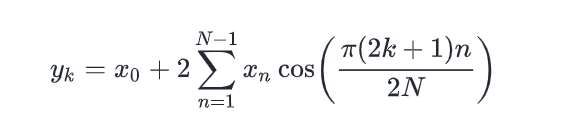 y_k = x_0 + 2 \sum_{n=1}^{N-1} x_n \cos\left(\frac{\pi(2k+1)n}{2N}\right)